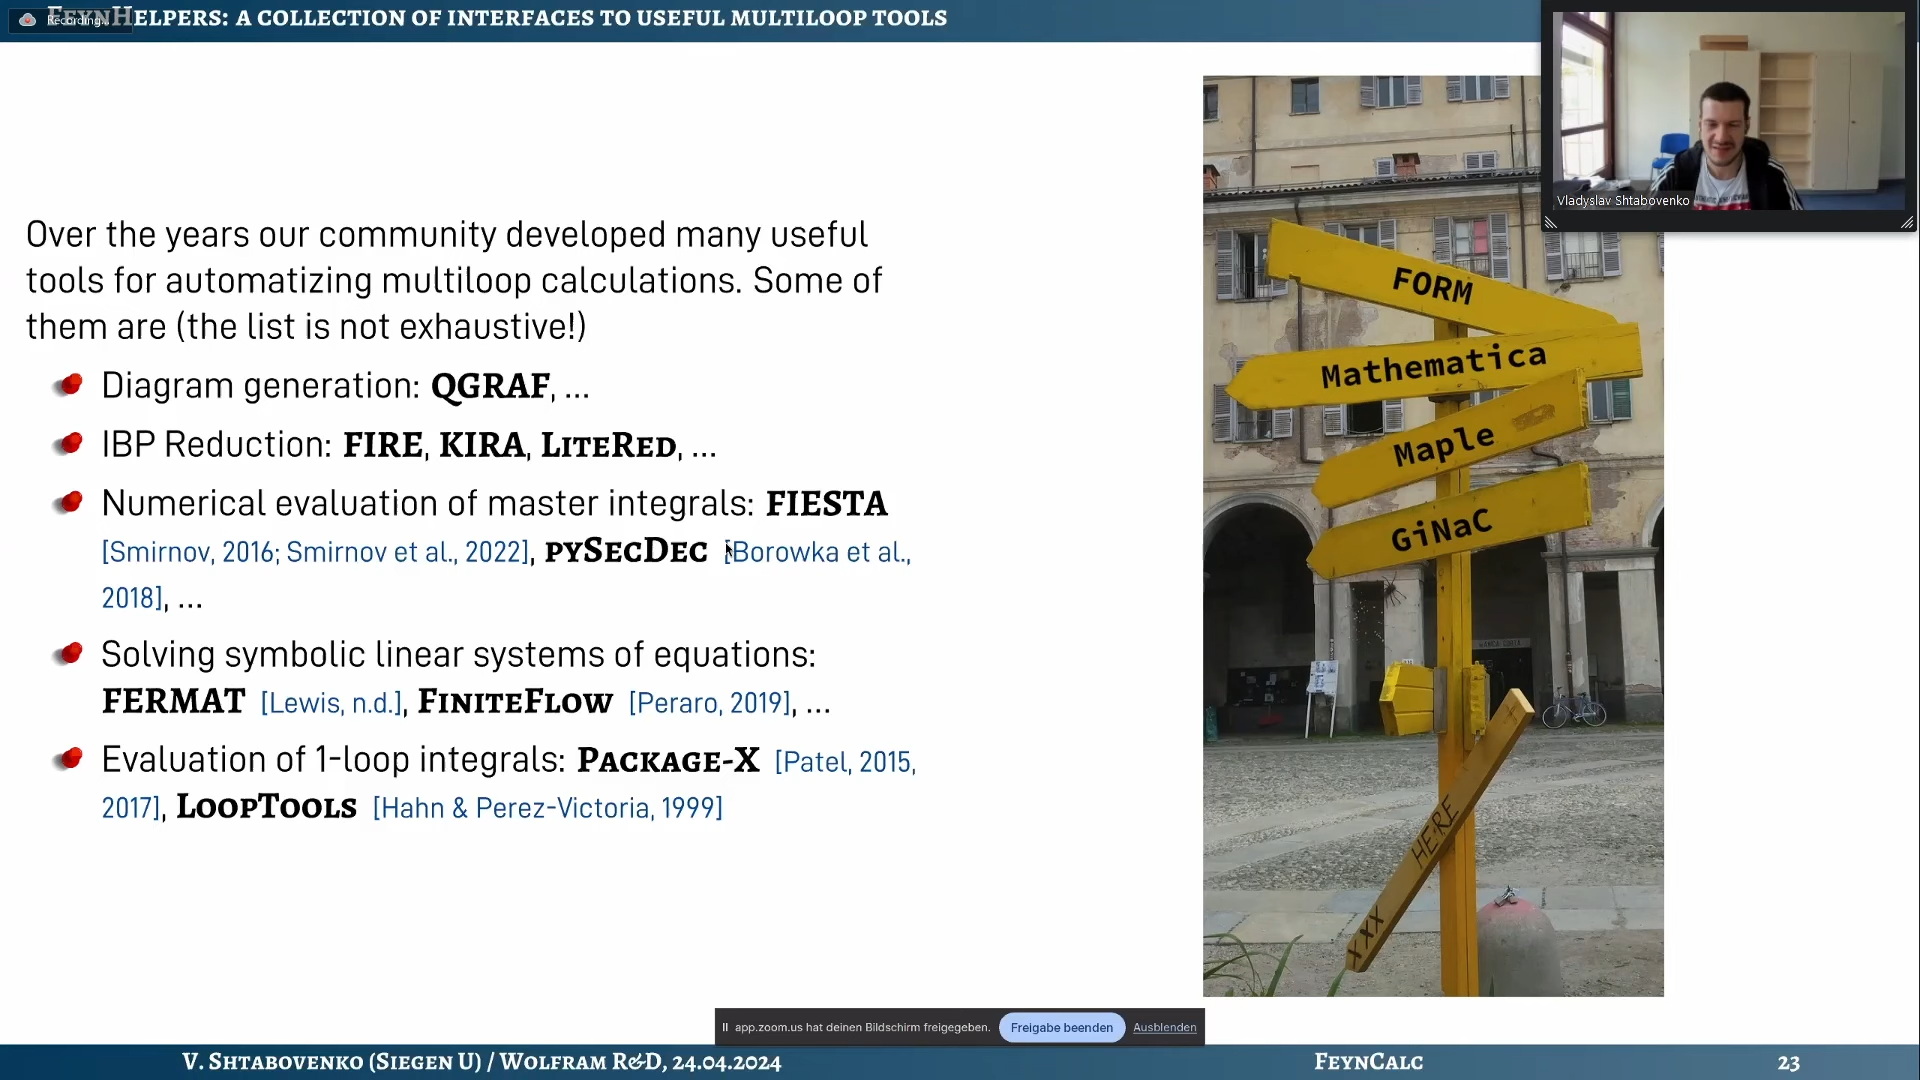 Recording...
FEYNHELPERS: A COLLECTION OF INTERFACES TO USEFUL MULTILOOP TOOLS
Vladyslav Shtabovenko
Over the years our community developed many useful
tools for automatizing multiloop calculations. Some of
them are (the list is not exhaustive!)
Diagram generation: QGRAF, ...
IBP Reduction: FIRE, KIRA, LITERED, ...
Numerical evaluation of master integrals: FIESTA
[Smirnov, 2016; Smirnov et al., 2022], PYSECDEC [Borowka et al.,
2018], ...
Solving symbolic linear systems of equations:
FERMAT [Lewis, n.d.], FINITEFLOW [Peraro, 2019], ...
Evaluation of 1-loop integrals: PACKAGE-X [Patel, 2015,
2017], LOOPTOOLS [Hahn & Perez-Victoria, 1999]
FORM
Mathematica
Maple
GiNaC
HERE
XXX
app.zoom.us hat deinen Bildschirm freigegeben. Freigabe beenden Ausblenden
V. SHTABOVENKO (SIEGEN U) / WOLFRAM R&D, 24.04.2024 FEYNCALC 23